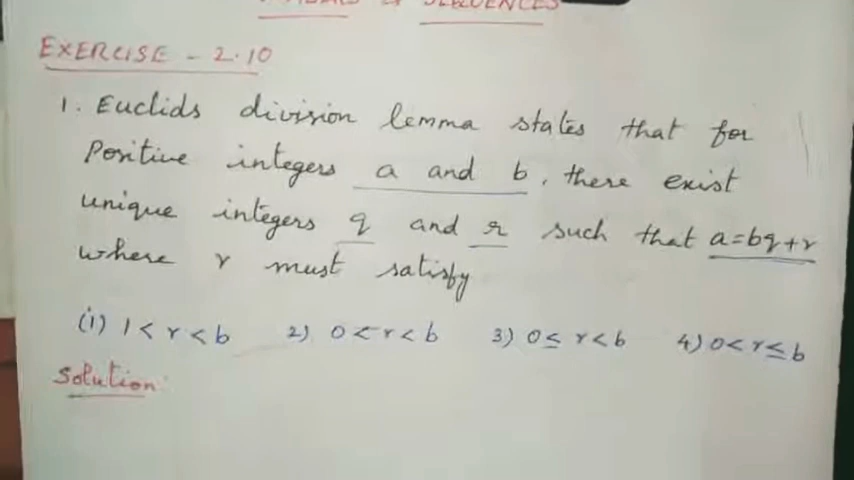 SEQUENCES
EXERCISE - 2.10
1. Euclids division lemma states that for
Positive integers a and b, there exist
unique integers q and r such that a=bq+r
where r must satisfy
(i) 1 < r < b 2) 0 < r < b 3) 0 ≤ r < b 4) 0 < r ≤ b
Solution: